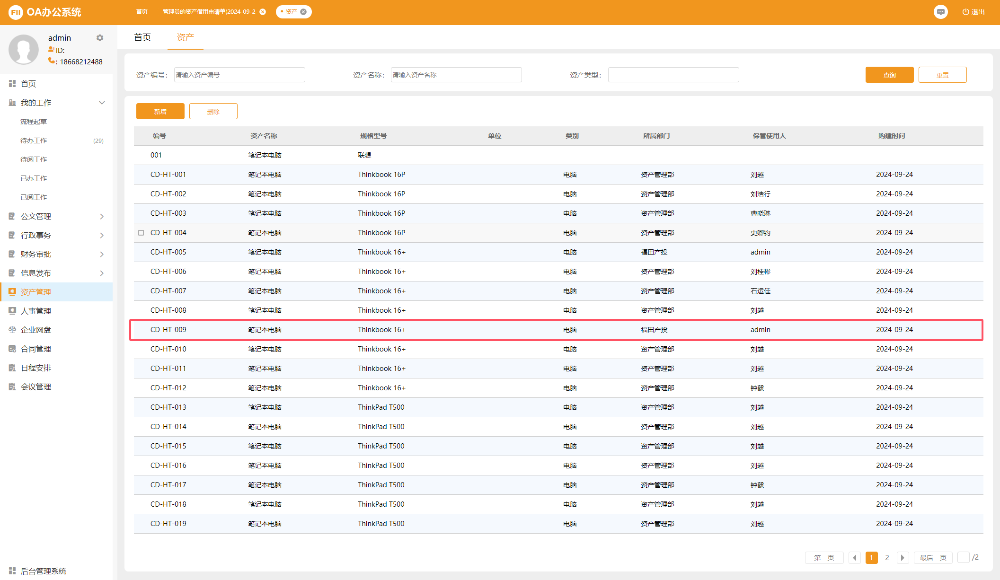 FII OA办公系统
首页 管理员的资产借用申请单(2024-09-2 资产 退出
admin
ID:
: 18668212488
首页
我的工作
流程起草
待办工作 (29)
待阅工作
已办工作
已阅工作
公文管理
行政事务
财务审批
信息发布
资产管理
人事管理
企业网盘
合同管理
日程安排
会议管理
后台管理系统
首页 资产
资产编号: 请输入资产编号 资产名称: 请输入资产名称 资产类型: 查询 重置
新增 删除
编号 资产名称 规格型号 单位 类别 所属部门 保管使用人 购建时间
001 笔记本电脑 联想
CD-HT-001 笔记本电脑 Thinkbook 16P 电脑 资产管理部 刘越 2024-09-24
CD-HT-002 笔记本电脑 Thinkbook 16P 电脑 资产管理部 刘浩行 2024-09-24
CD-HT-003 笔记本电脑 Thinkbook 16P 电脑 资产管理部 曹晓琳 2024-09-24
CD-HT-004 笔记本电脑 Thinkbook 16P 电脑 资产管理部 史卿钧 2024-09-24
CD-HT-005 笔记本电脑 Thinkbook 16+ 电脑 福田产投 admin 2024-09-24
CD-HT-006 笔记本电脑 Thinkbook 16+ 电脑 资产管理部 刘桂彬 2024-09-24
CD-HT-007 笔记本电脑 Thinkbook 16+ 电脑 资产管理部 石运佳 2024-09-24
CD-HT-008 笔记本电脑 Thinkbook 16+ 电脑 资产管理部 刘越 2024-09-24
CD-HT-009 笔记本电脑 Thinkbook 16+ 电脑 福田产投 admin 2024-09-24
CD-HT-010 笔记本电脑 Thinkbook 16+ 电脑 资产管理部 刘越 2024-09-24
CD-HT-011 笔记本电脑 Thinkbook 16+ 电脑 资产管理部 刘越 2024-09-24
CD-HT-012 笔记本电脑 Thinkbook 16+ 电脑 资产管理部 钟毅 2024-09-24
CD-HT-013 笔记本电脑 ThinkPad T500 电脑 资产管理部 刘越 2024-09-24
CD-HT-014 笔记本电脑 ThinkPad T500 电脑 资产管理部 刘越 2024-09-24
CD-HT-015 笔记本电脑 ThinkPad T500 电脑 资产管理部 刘越 2024-09-24
CD-HT-016 笔记本电脑 ThinkPad T500 电脑 资产管理部 刘越 2024-09-24
CD-HT-017 笔记本电脑 ThinkPad T500 电脑 资产管理部 钟毅 2024-09-24
CD-HT-018 笔记本电脑 ThinkPad T500 电脑 资产管理部 刘越 2024-09-24
CD-HT-019 笔记本电脑 ThinkPad T500 电脑 资产管理部 刘越 2024-09-24
第一页 1 2 最后一页 /2